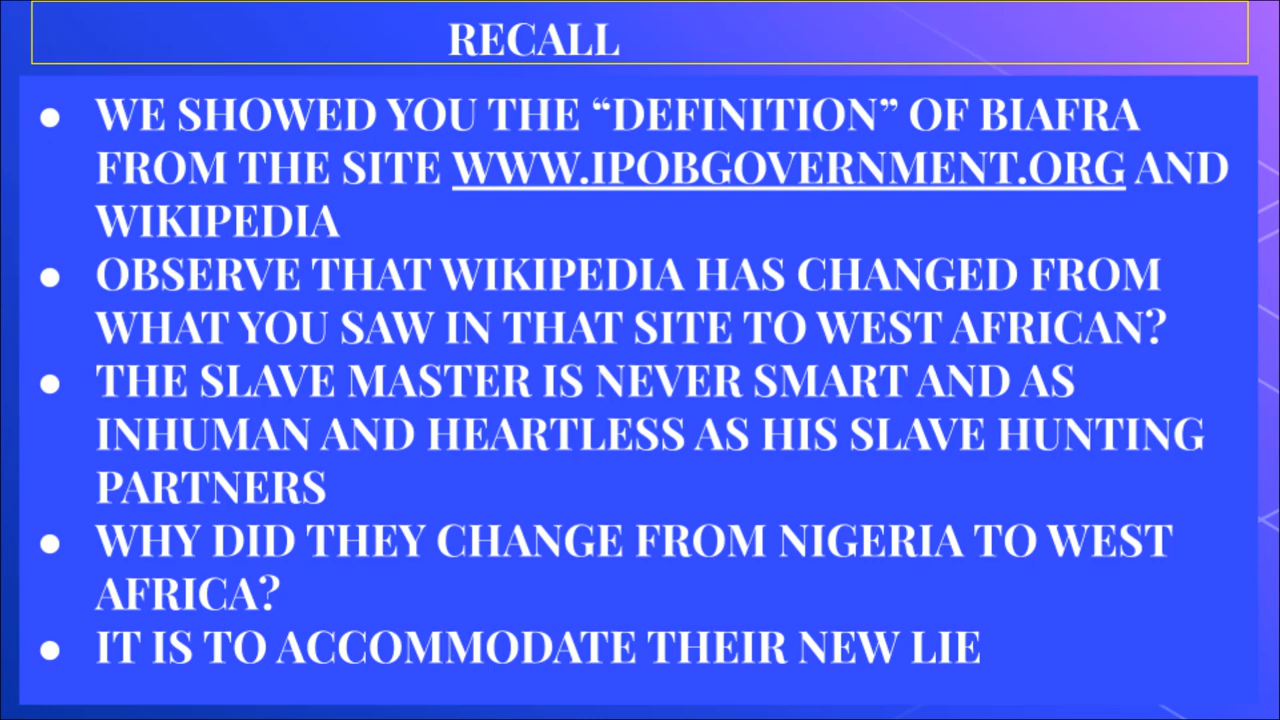 RECALL
● WE SHOWED YOU THE “DEFINITION” OF BIAFRA
FROM THE SITE WWW.IPOBGOVERNMENT.ORG AND
WIKIPEDIA
● OBSERVE THAT WIKIPEDIA HAS CHANGED FROM
WHAT YOU SAW IN THAT SITE TO WEST AFRICAN?
● THE SLAVE MASTER IS NEVER SMART AND AS
INHUMAN AND HEARTLESS AS HIS SLAVE HUNTING
PARTNERS
● WHY DID THEY CHANGE FROM NIGERIA TO WEST
AFRICA?
● IT IS TO ACCOMMODATE THEIR NEW LIE